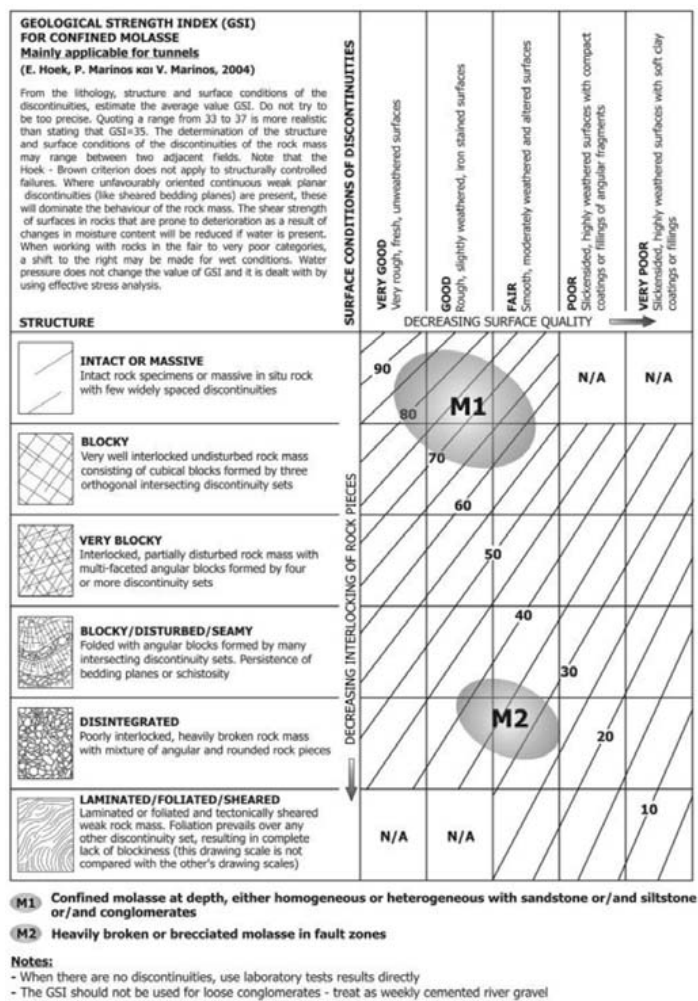 GEOLOGICAL STRENGTH INDEX (GSI)
FOR CONFINED MOLASSE
Mainly applicable for tunnels
(E. Hoek, P. Marinos και V. Marinos, 2004)
From the lithology, structure and surface conditions of the
discontinuities, estimate the average value GSI. Do not try to
be too precise. Quoting a range from 33 to 37 is more realistic
than stating that GSI=35. The determination of the structure
and surface conditions of the discontinuities of the rock mass
may range between two adjacent fields. Note that the
Hoek - Brown criterion does not apply to structurally controlled
failures. Where unfavourably oriented continuous weak planar
discontinuities (like sheared bedding planes) are present, these
will dominate the behaviour of the rock mass. The shear strength
of surfaces in rocks that are prone to deterioration as a result of
changes in moisture content will be reduced if water is present.
When working with rocks in the fair to very poor categories,
a shift to the right may be made for wet conditions. Water
pressure does not change the value of GSI and it is dealt with by
using effective stress analysis.
STRUCTURE
SURFACE CONDITIONS OF DISCONTINUITIES
VERY GOOD
Very rough, fresh, unweathered surfaces
GOOD
Rough, slightly weathered, iron stained surfaces
FAIR
Smooth, moderately weathered and altered surfaces
POOR
Slickensided, highly weathered surfaces with compact
coatings or fillings of angular fragments
VERY POOR
Slickensided, highly weathered surfaces with soft clay
coatings or fillings
DECREASING SURFACE QUALITY
DECREASING INTERLOCKING OF ROCK PIECES
INTACT OR MASSIVE
Intact rock specimens or massive in situ rock
with few widely spaced discontinuities
90
80
M1
N/A
N/A
BLOCKY
Very well interlocked undisturbed rock mass
consisting of cubical blocks formed by three
orthogonal intersecting discontinuity sets
70
60
VERY BLOCKY
Interlocked, partially disturbed rock mass with
multi-faceted angular blocks formed by four
or more discontinuity sets
50
BLOCKY/DISTURBED/SEAMY
Folded with angular blocks formed by many
intersecting discontinuity sets. Persistence of
bedding planes or schistosity
40
30
DISINTEGRATED
Poorly interlocked, heavily broken rock mass
with mixture of angular and rounded rock pieces
M2
20
LAMINATED/FOLIATED/SHEARED
Laminated or foliated and tectonically sheared
weak rock mass. Foliation prevails over any
other discontinuity set, resulting in complete
lack of blockiness (this drawing scale is not
compared with the other's drawing scales)
N/A
N/A
10
M1 Confined molasse at depth, either homogeneous or heterogeneous with sandstone or/and siltstone
or/and conglomerates
M2 Heavily broken or brecciated molasse in fault zones
Notes:
- When there are no discontinuities, use laboratory tests results directly
- The GSI should not be used for loose conglomerates - treat as weekly cemented river gravel